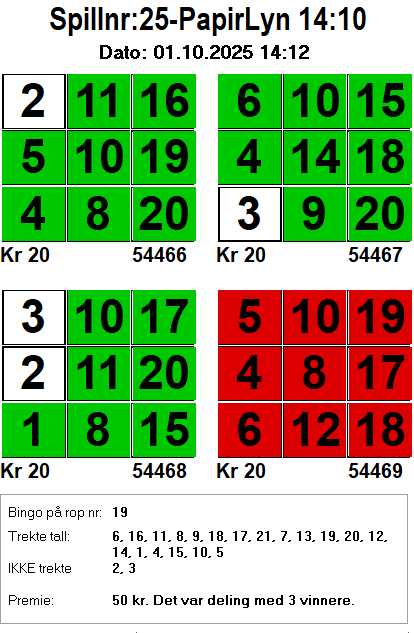 Spillnr:25-PapirLyn 14:10
Dato: 01.10.2025 14:12
2 11 16
5 10 19
4 8 20
Kr 20 54466
6 10 15
4 14 18
3 9 20
Kr 20 54467
3 10 17
2 11 20
1 8 15
Kr 20 54468
5 10 19
4 8 17
6 12 18
Kr 20 54469
Bingo på rop nr: 19
Trekte tall: 6, 16, 11, 8, 9, 18, 17, 21, 7, 13, 19, 20, 12,
14, 1, 4, 15, 10, 5
IKKE trekte 2, 3
Premie: 50 kr. Det var deling med 3 vinnere.